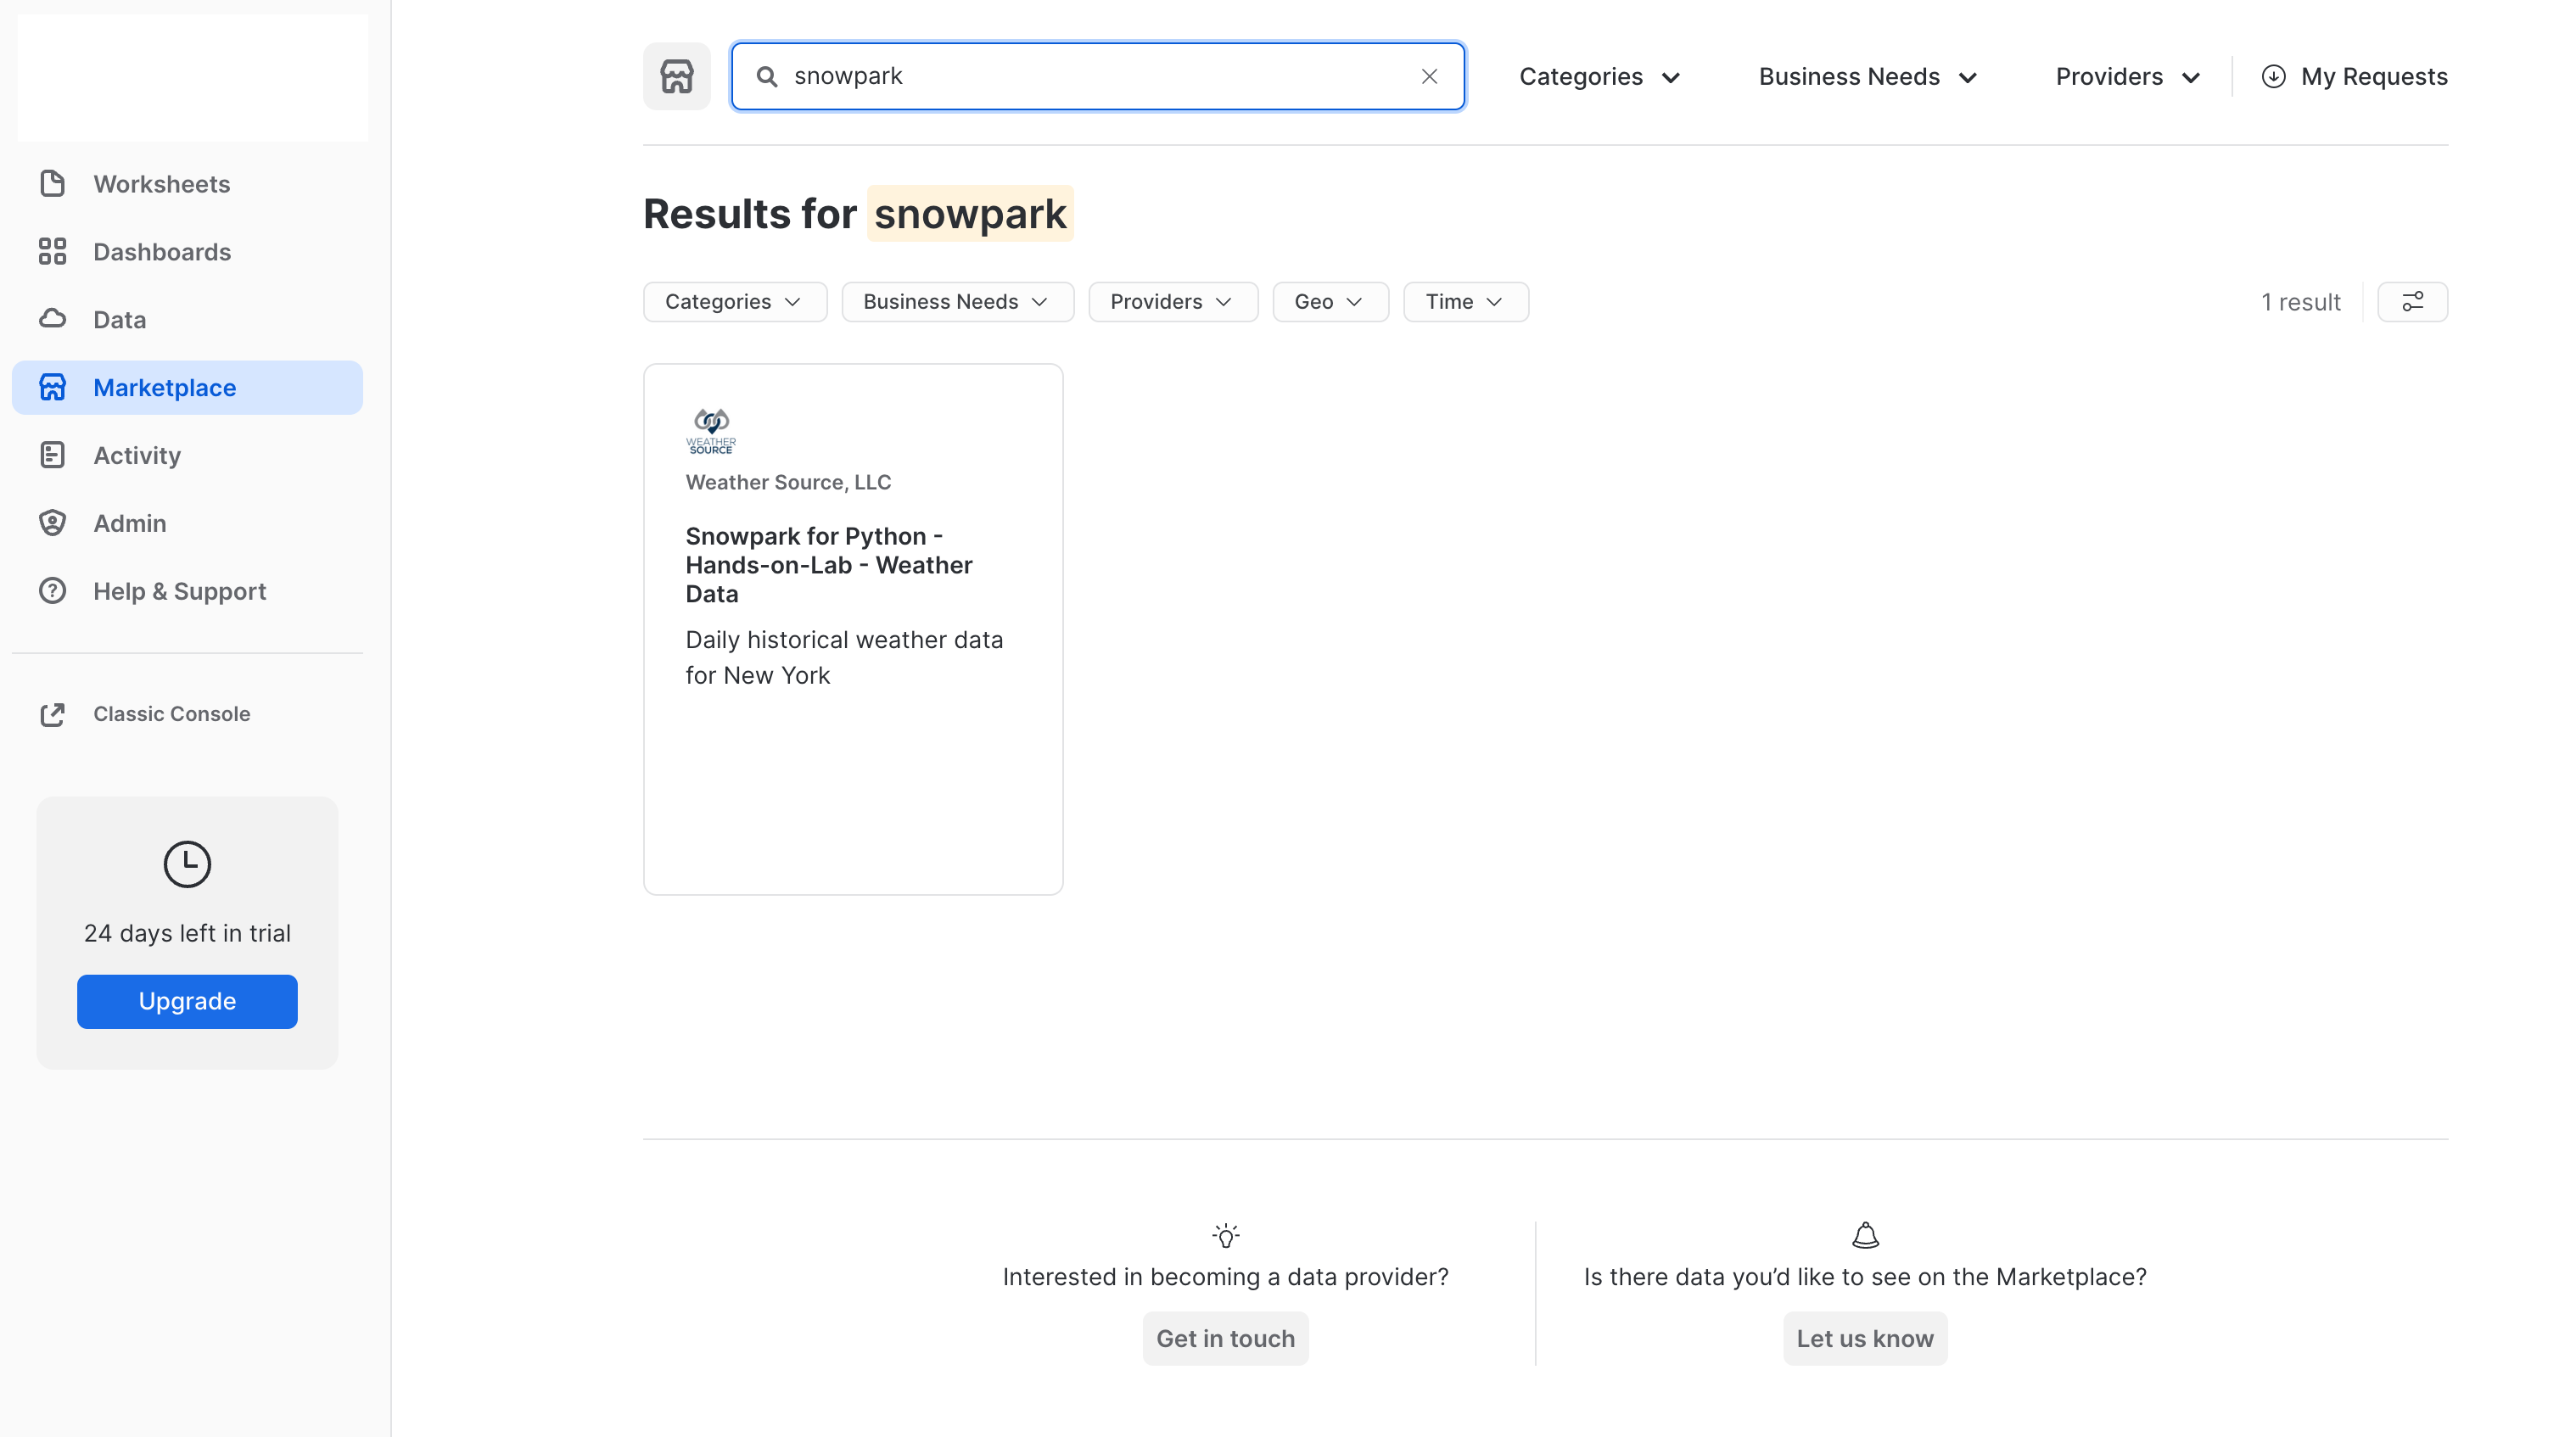 snowpark
Categories
Business Needs
Providers
My Requests
Worksheets
Dashboards
Data
Marketplace
Activity
Admin
Help & Support
Classic Console
24 days left in trial
Upgrade
Results for snowpark
Categories
Business Needs
Providers
Geo
Time
1 result
WEATHER
SOURCE
Weather Source, LLC
Snowpark for Python -
Hands-on-Lab - Weather
Data
Daily historical weather data
for New York
Interested in becoming a data provider?
Get in touch
Is there data you’d like to see on the Marketplace?
Let us know